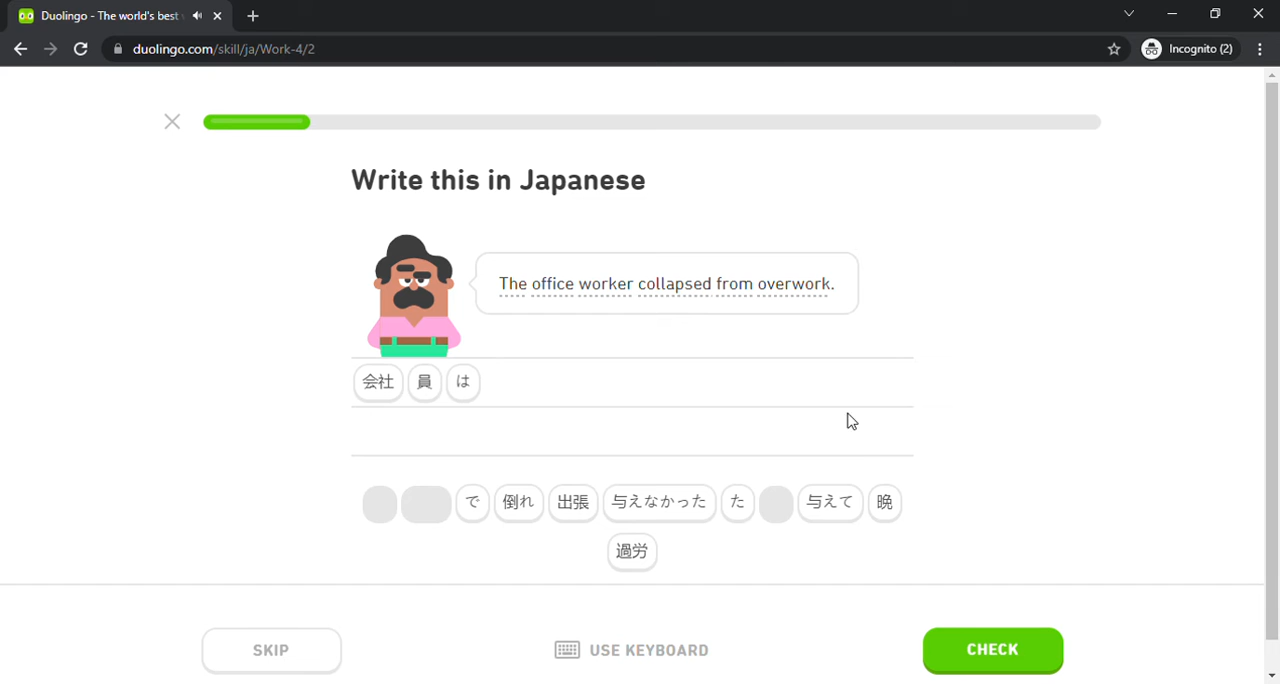 Duolingo - The world's best
duolingo.com/skill/ja/Work-4/2
Incognito (2)
Write this in Japanese
The office worker collapsed from overwork.
会社 員 は
で 倒れ 出張 与えなかった た 与えて 晩
過労
SKIP
USE KEYBOARD
CHECK